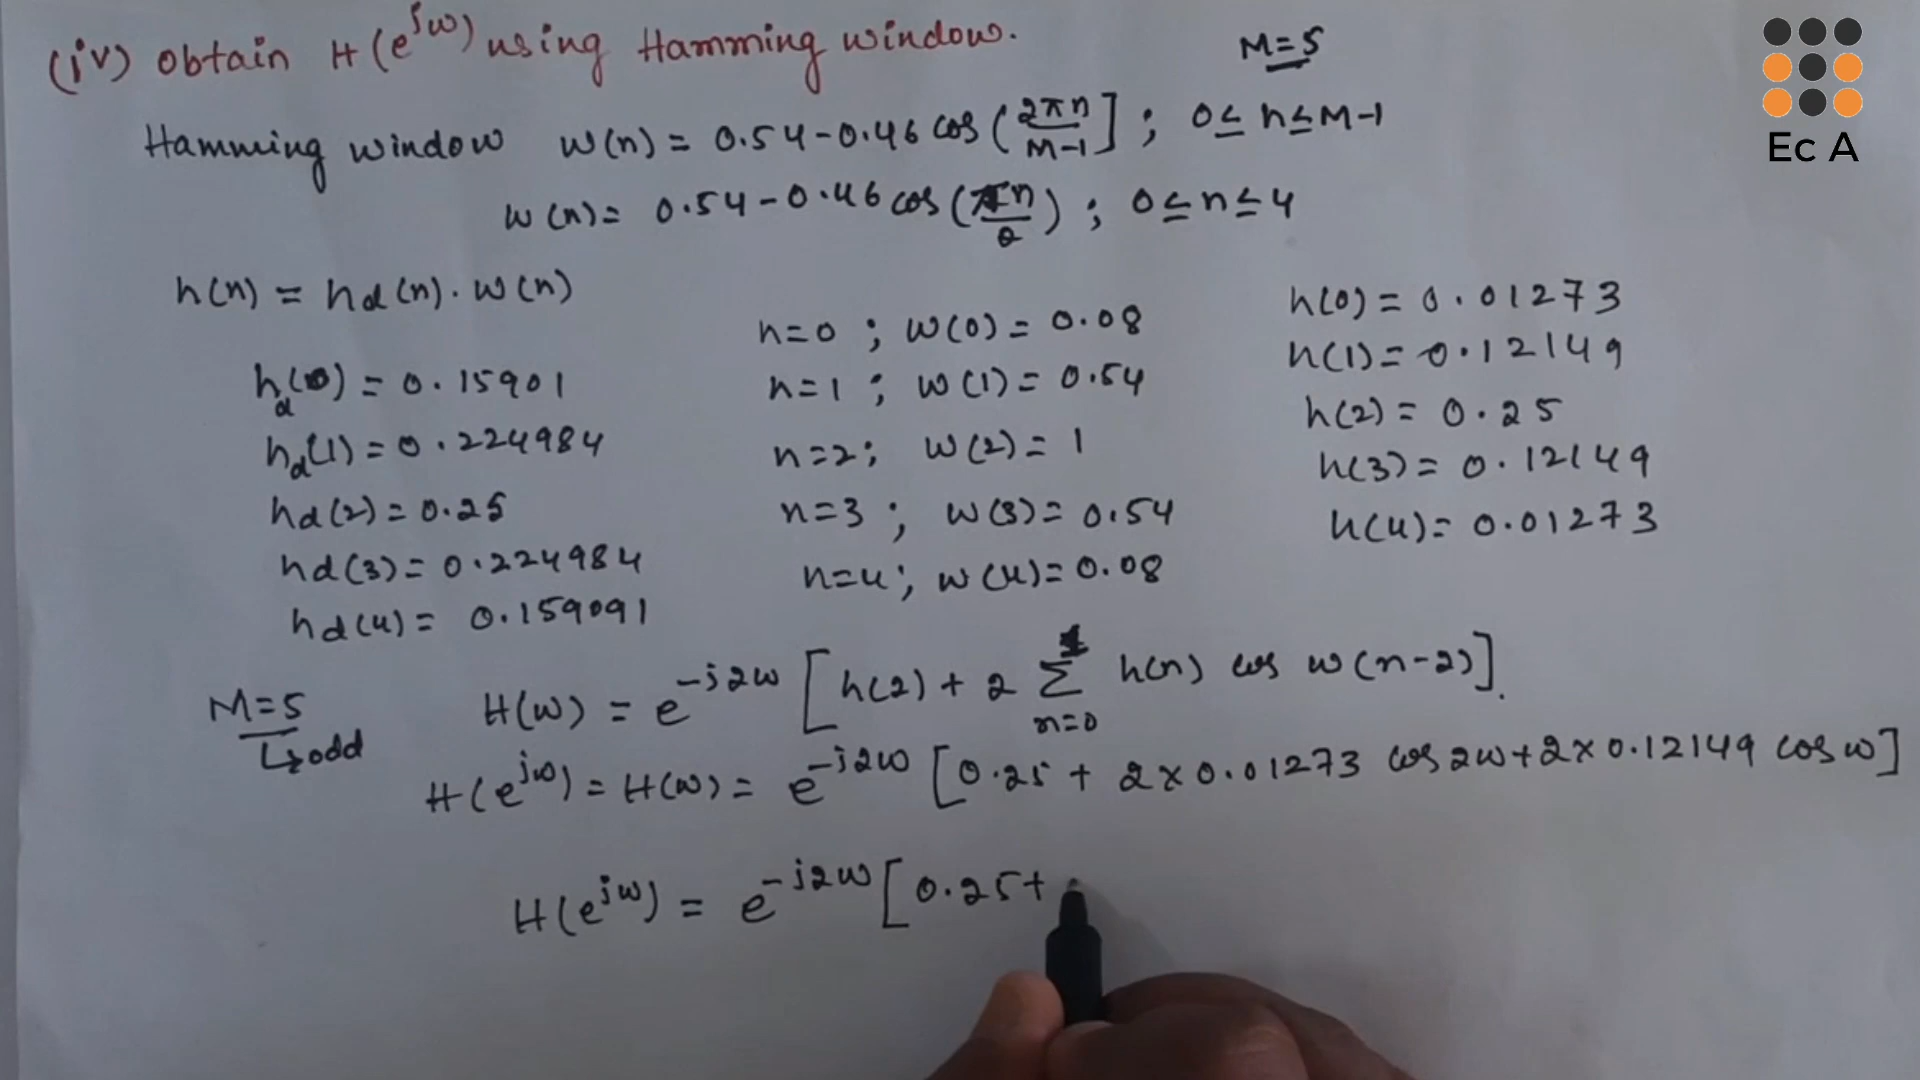 (iv) Obtain H(e^jω) using Hamming window.
M=5
Ec A
Hamming window w(n) = 0.54-0.46 cos(2πn/M-1] ; 0≤n≤M-1
w(n)= 0.54-0.46 cos(πn/2) ; 0≤n≤4
h(n) = hd(n). w(n)
hd(0) = 0.15901
hd(1) = 0.224984
hd(2) = 0.25
hd(3)= 0.224984
hd(4)= 0.159091
n=0 ; w(0)= 0.08
n=1 ; w(1)= 0.54
n=2; w(2)= 1
n=3 ; w(3)= 0.54
n=4; w(4)= 0.08
h(0)= 0.01273
h(1)= 0.12149
h(2)= 0.25
h(3)= 0.12149
h(4)= 0.01273
M=5
↳odd
H(ω) = e^-j2ω [h(2)+ 2 Σ n=0 1 h(n) cos ω(n-2)].
H(e^jω) = H(ω) = e^-j2ω [0.25 + 2×0.01273 cos2ω+2×0.12149 cosω]
H(e^jω) = e^-j2ω [0.25+